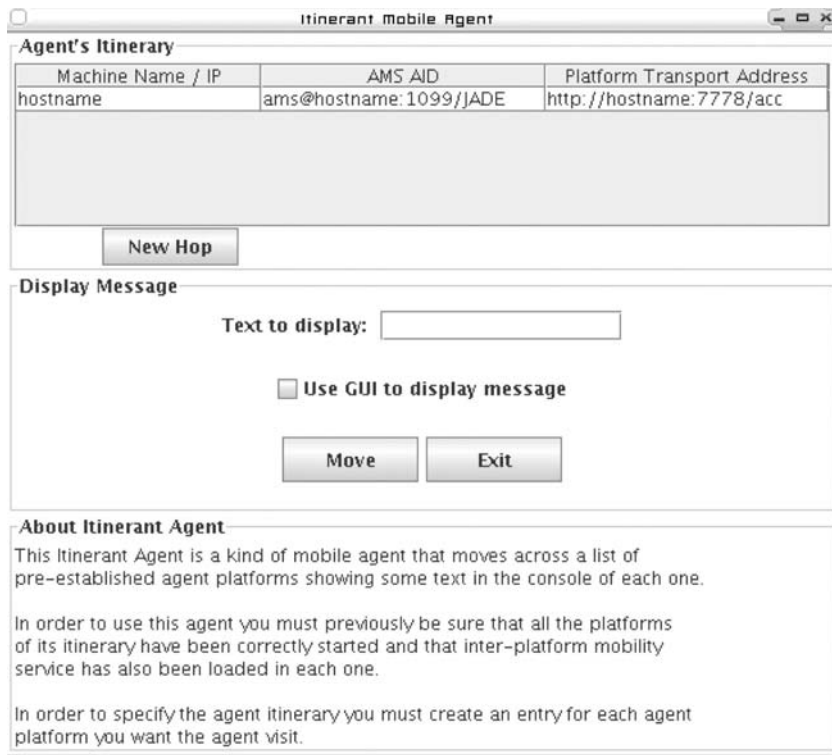 Itinerant Mobile Agent
Agent's Itinerary
Machine Name / IP AMS AID Platform Transport Address
hostname ams@hostname:1099/JADE http://hostname:7778/acc
New Hop
Display Message
Text to display:
Use GUI to display message
Move Exit
About Itinerant Agent
This Itinerant Agent is a kind of mobile agent that moves across a list of
pre-established agent platforms showing some text in the console of each one.
In order to use this agent you must previously be sure that all the platforms
of its itinerary have been correctly started and that inter-platform mobility
service has also been loaded in each one.
In order to specify the agent itinerary you must create an entry for each agent
platform you want the agent visit.